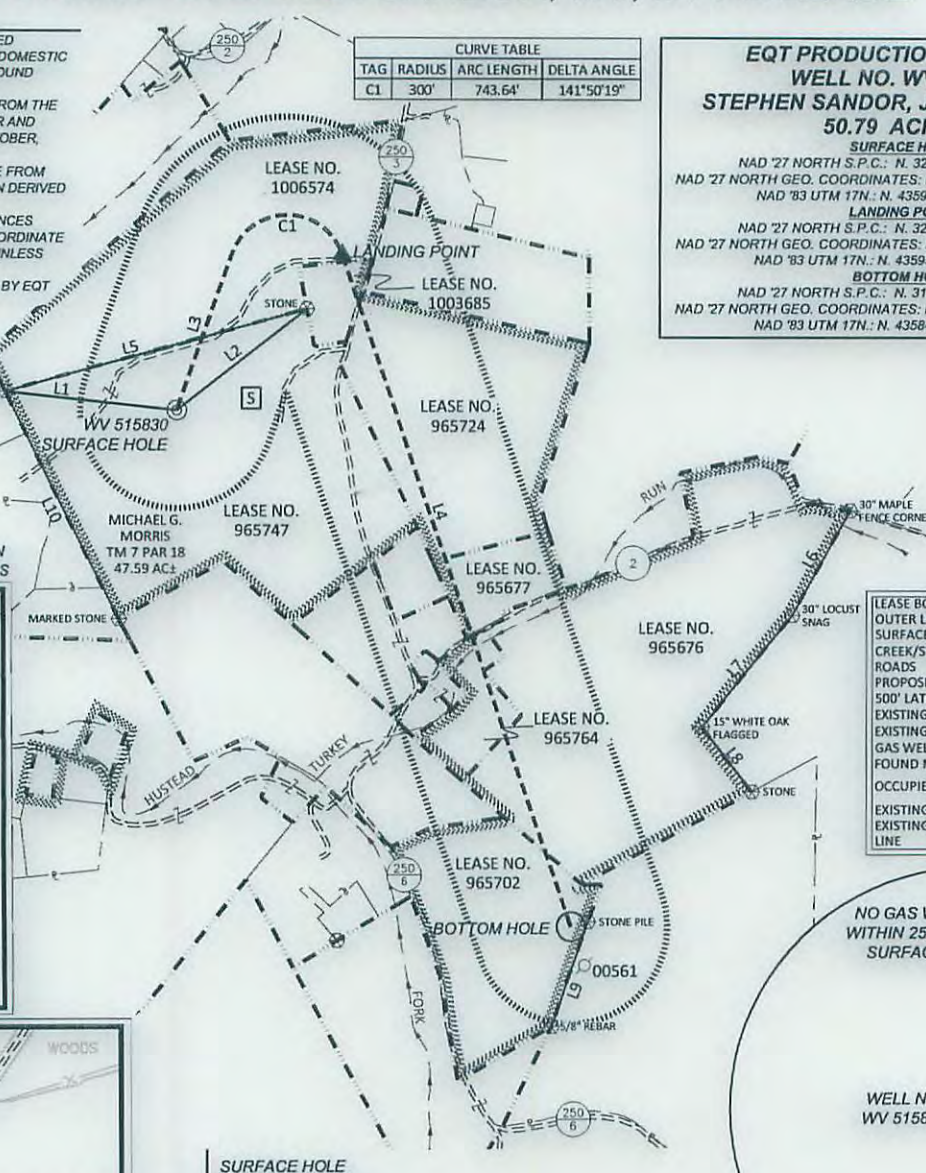 DOMESTIC
OUND
ROM THE
R AND
OBER,
FROM
N DERIVED
NCES
ORDINATE
NLESS
BY EQT
250
2
CURVE TABLE
TAG RADIUS ARC LENGTH DELTA ANGLE
C1 300' 743.64' 141°50'19"
EQT PRODUCTIO
WELL NO. WV
STEPHEN SANDOR, J
50.79 ACR
SURFACE H
NAD '27 NORTH S.P.C.: N. 32
NAD '27 NORTH GEO. COORDINATES:
NAD '83 UTM 17N.: N. 4359
LANDING PO
NAD '27 NORTH S.P.C.: N. 32
NAD '27 NORTH GEO. COORDINATES:
NAD '83 UTM 17N.: N. 4359
BOTTOM HO
NAD '27 NORTH S.P.C.: N. 31
NAD '27 NORTH GEO. COORDINATES:
NAD '83 UTM 17N.: N. 4358
250
3
LEASE NO.
1006574
C1
LANDING POINT
LEASE NO.
1003685
STONE
L3
L5
L2
L1
S
WV 515830
SURFACE HOLE
LEASE NO.
965724
L10
MICHAEL G.
MORRIS
TM 7 PAR 18
47.59 AC±
LEASE NO.
965747
L4
RUN
30" MAPLE
FENCE CORNE
L6
2
LEASE NO.
965677
MARKED STONE
30" LOCUST
SNAG
LEASE NO.
965676
L7
LEASE BO
OUTER L
SURFACE
CREEK/S
ROADS
PROPOSE
500' LAT
EXISTING
EXISTING
GAS WEL
FOUND M
OCCUPIE
EXISTING
EXISTING
LINE
LEASE NO.
965764
15" WHITE OAK
FLAGGED
L8
STONE
HUSTEAD
TURKEY
250
6
LEASE NO.
965702
BOTTOM HOLE
STONE PILE
00561
L9
5/8" REBAR
FORK
250
6
NO GAS W
WITHIN 25
SURFAC
WELL N
WV 5158
WOODS
SURFACE HOLE